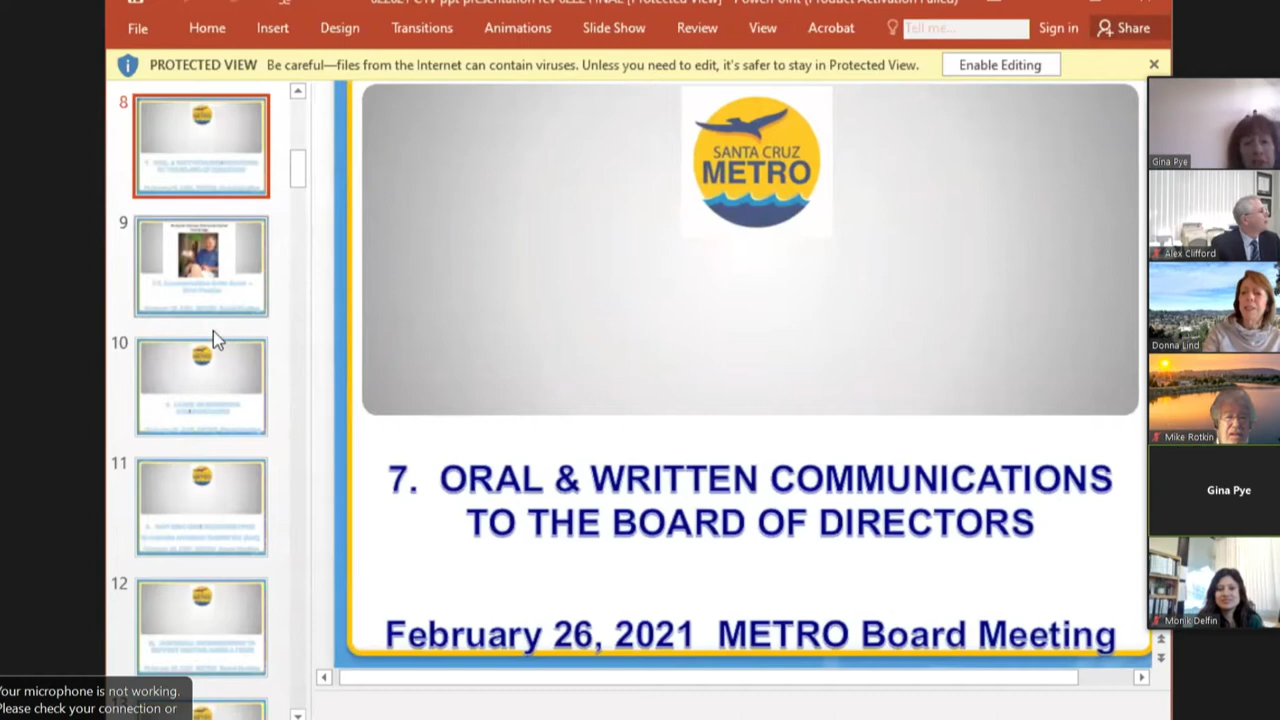 File Home Insert Design Transitions Animations Slide Show Review View Acrobat Tell me... Sign in Share
PROTECTED VIEW Be careful—files from the Internet can contain viruses. Unless you need to edit, it's safer to stay in Protected View. Enable Editing
8
9
10
11
12
SANTA CRUZ
METRO
7. ORAL & WRITTEN COMMUNICATIONS
TO THE BOARD OF DIRECTORS
February 26, 2021 METRO Board Meeting
Gina Pye
Alex Clifford
Donna Lind
Mike Rotkin
Gina Pye
Monik Delfin
Your microphone is not working.
Please check your connection or